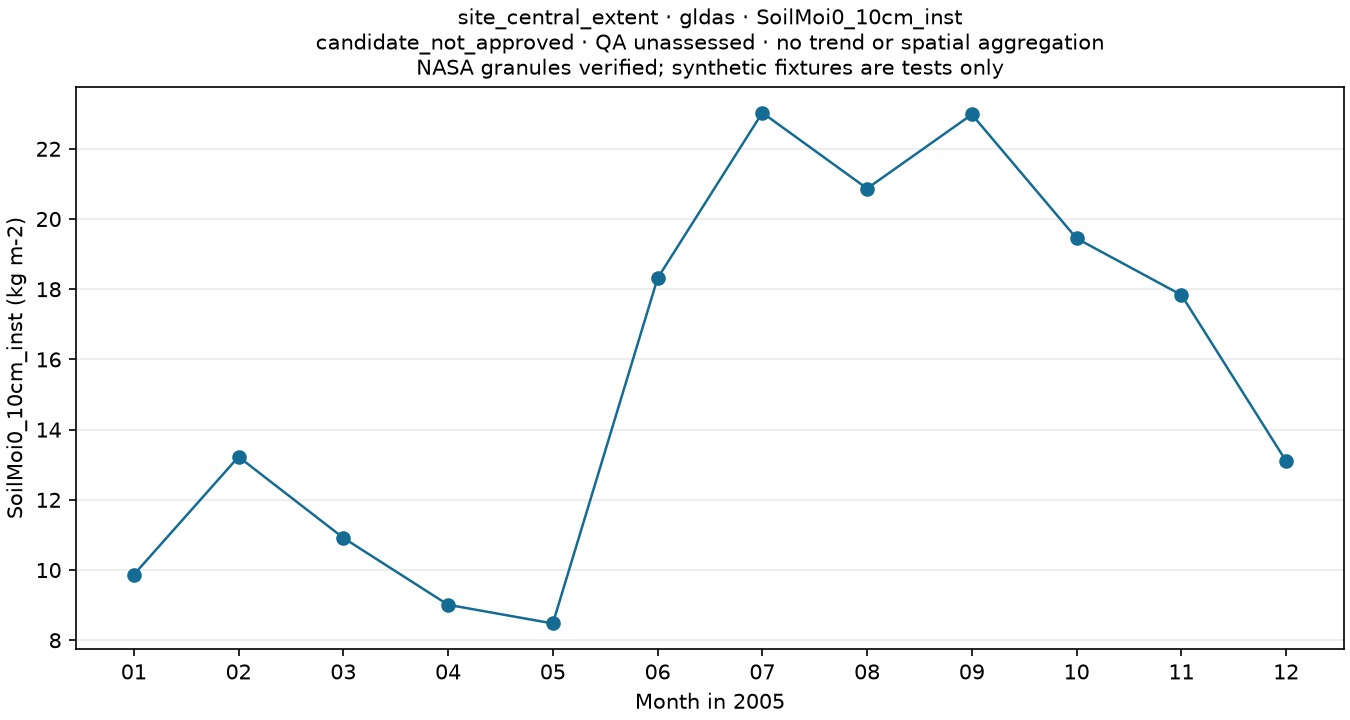 site_central_extent · gldas · SoilMoi0_10cm_inst
candidate_not_approved · QA unassessed · no trend or spatial aggregation
NASA granules verified; synthetic fixtures are tests only
SoilMoi0_10cm_inst (kg m-2)
22
20
18
16
14
12
10
8
01 02 03 04 05 06 07 08 09 10 11 12
Month in 2005